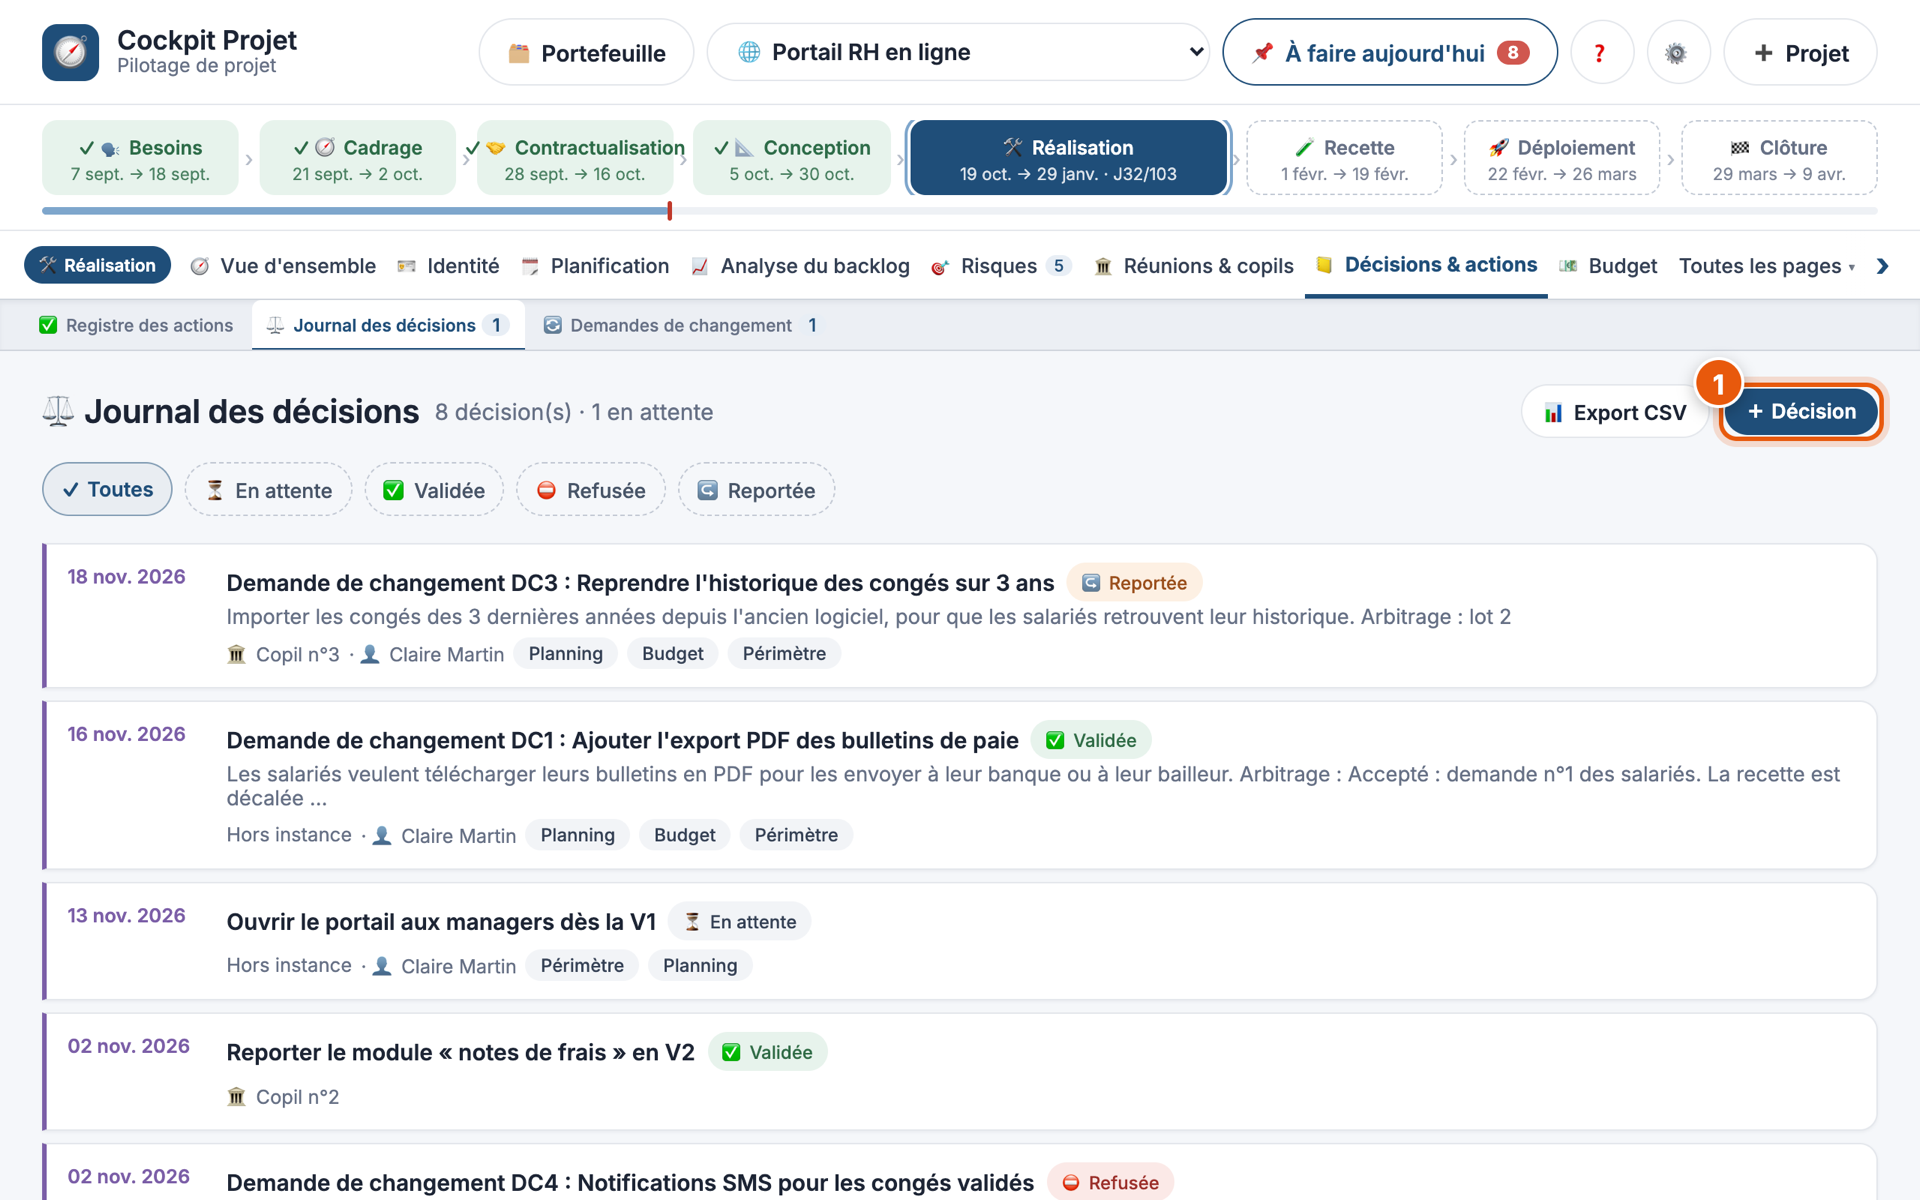 Cockpit Projet
Pilotage de projet
Portefeuille
Portail RH en ligne
À faire aujourd'hui 8
?
+ Projet
✓ Besoins
7 sept. → 18 sept.
✓ Cadrage
21 sept. → 2 oct.
✓ Contractualisation
28 sept. → 16 oct.
✓ Conception
5 oct. → 30 oct.
Réalisation
19 oct. → 29 janv. · J32/103
Recette
1 févr. → 19 févr.
Déploiement
22 févr. → 26 mars
Clôture
29 mars → 9 avr.
Réalisation
Vue d'ensemble
Identité
Planification
Analyse du backlog
Risques 5
Réunions & copils
Décisions & actions
Budget
Toutes les pages ▾
Registre des actions
Journal des décisions 1
Demandes de changement 1
Journal des décisions 8 décision(s) · 1 en attente
Export CSV
1
+ Décision
✓ Toutes
En attente
Validée
Refusée
Reportée
18 nov. 2026
Demande de changement DC3 : Reprendre l'historique des congés sur 3 ans Reportée
Importer les congés des 3 dernières années depuis l'ancien logiciel, pour que les salariés retrouvent leur historique. Arbitrage : lot 2
Copil n°3 · Claire Martin Planning Budget Périmètre
16 nov. 2026
Demande de changement DC1 : Ajouter l'export PDF des bulletins de paie Validée
Les salariés veulent télécharger leurs bulletins en PDF pour les envoyer à leur banque ou à leur bailleur. Arbitrage : Accepté : demande n°1 des salariés. La recette est
décalée ...
Hors instance · Claire Martin Planning Budget Périmètre
13 nov. 2026
Ouvrir le portail aux managers dès la V1 En attente
Hors instance · Claire Martin Périmètre Planning
02 nov. 2026
Reporter le module « notes de frais » en V2 Validée
Copil n°2
02 nov. 2026
Demande de changement DC4 : Notifications SMS pour les congés validés Refusée